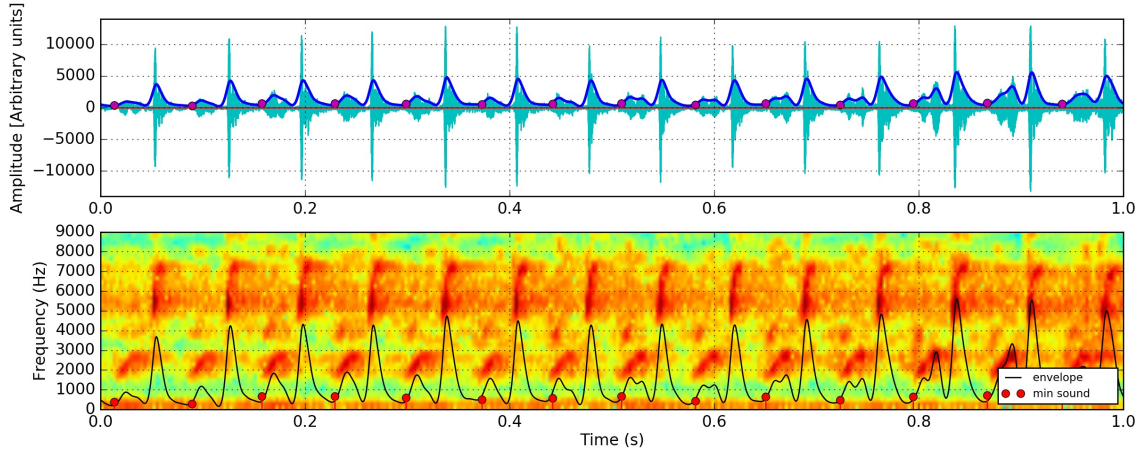 Amplitude [Arbitrary units]
10000
5000
0
−5000
−10000
0.0 0.2 0.4 0.6 0.8 1.0
Frequency (Hz)
9000
8000
7000
6000
5000
4000
3000
2000
1000
0
envelope
min sound
0.0 0.2 0.4 0.6 0.8 1.0
Time (s)